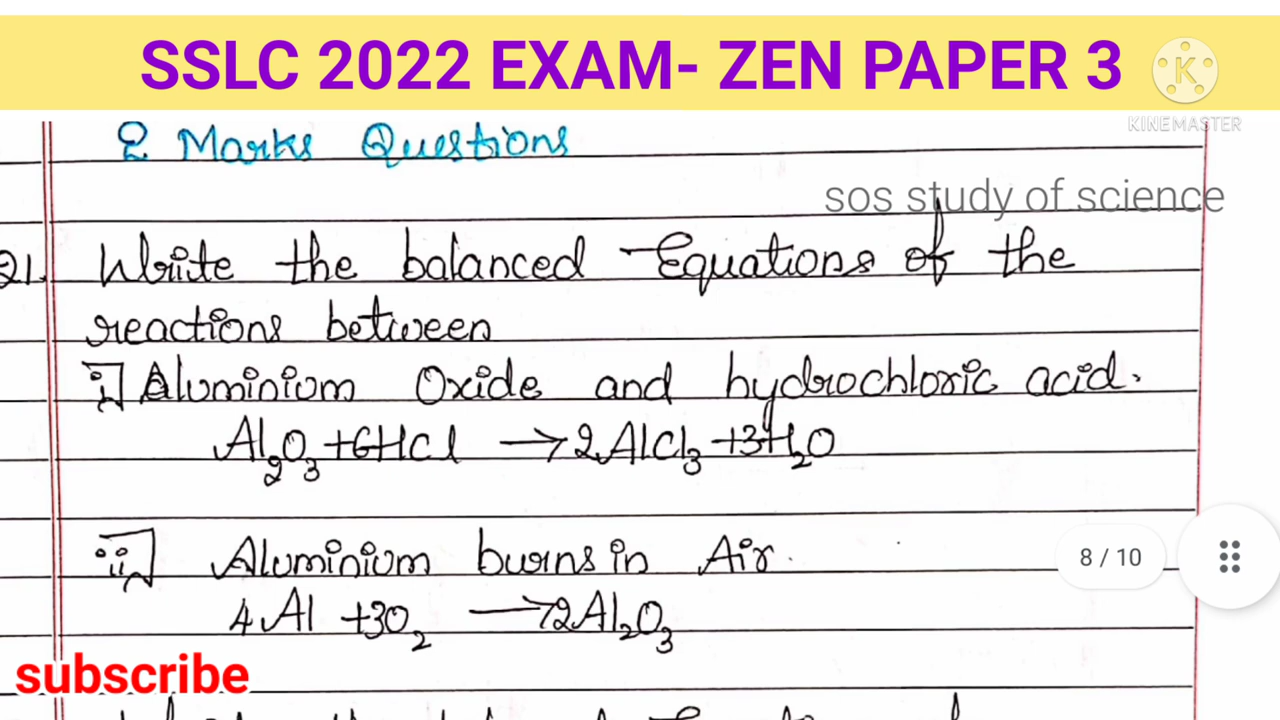 SSLC 2022 EXAM- ZEN PAPER 3
K
KINEMASTER
2 Marks Questions
sos study of science
21. Write the balanced Equations of the
reactions between
i] Aluminium Oxide and hydrochloric acid.
Al₂O₃ + 6HCl → 2AlCl₃ + 3H₂O
ii] Aluminium burns in Air.
8 / 10
4Al + 3O₂ → 2Al₂O₃
subscribe